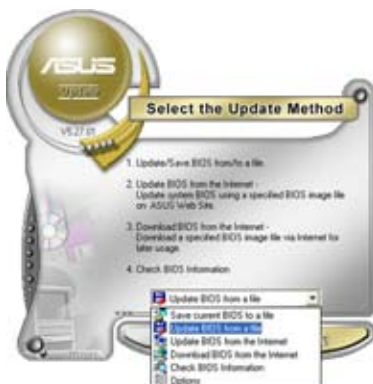 ASUS
Update
V6.27.01
Select the Update Method
1. Update/Save BIOS from/to a file.
2. Update BIOS from the Internet -
Update system BIOS using a specified BIOS image file
on ASUS Web Site.
3. Download BIOS from the Internet -
Download a specified BIOS image file via Internet for
later usage.
4. Check BIOS Information
Update BIOS from a file
Save current BIOS to a file
Update BIOS from a file
Update BIOS from the Internet
Download BIOS from the Internet
Check BIOS Information
Options